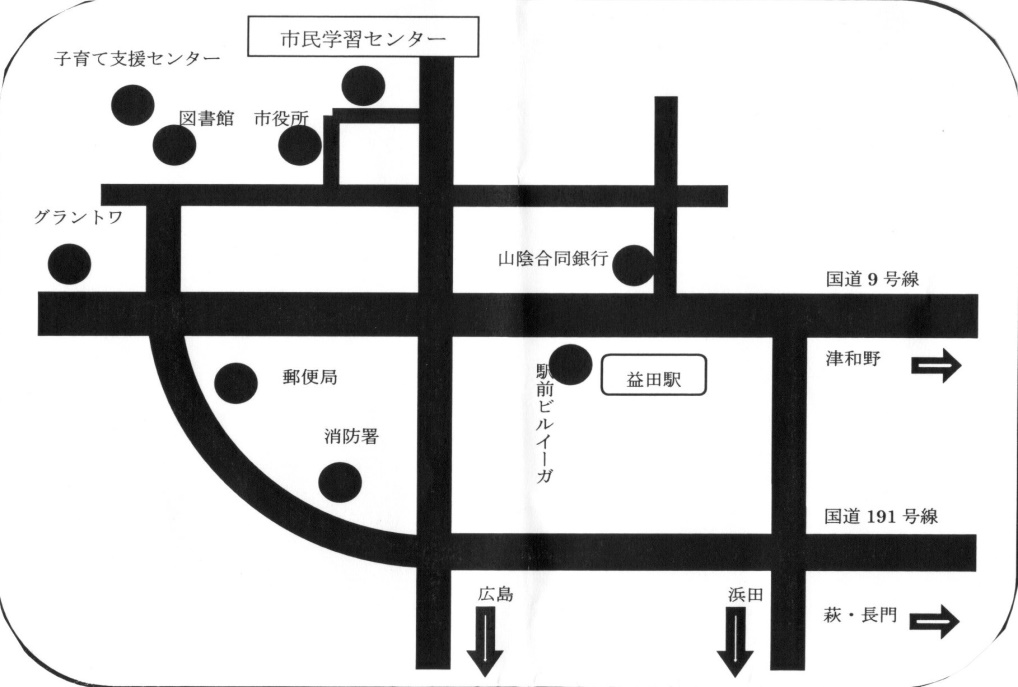 市民学習センター
子育て支援センター
図書館 市役所
グラントワ
山陰合同銀行
国道 9 号線
津和野
駅前ビルイーガ
益田駅
郵便局
消防署
国道 191 号線
広島
浜田
萩・長門